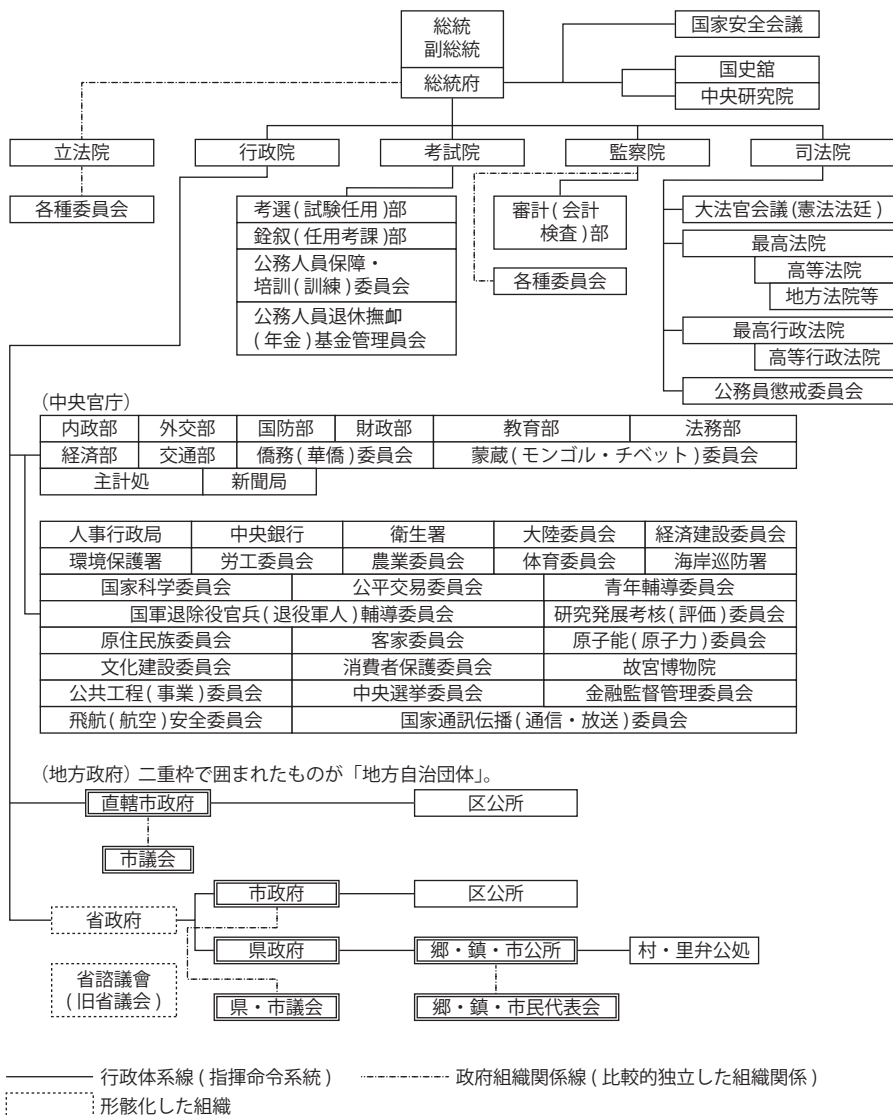 総統
副総統
総統府
国家安全会議
国史舘
中央研究院
立法院
行政院
考試院
監察院
司法院
各種委員会
考選(試験任用)部
銓叙(任用考課)部
公務人員保障・
培訓(訓練)委員会
公務人員退休撫卹
(年金)基金管理員会
審計(会計
検査)部
各種委員会
大法官会議(憲法法廷)
最高法院
高等法院
地方法院等
最高行政法院
高等行政法院
公務員懲戒委員会
(中央官庁)
内政部 外交部 国防部 財政部 教育部 法務部
経済部 交通部 僑務(華僑)委員会 蒙蔵(モンゴル・チベット)委員会
主計処 新聞局
人事行政局 中央銀行 衛生署 大陸委員会 経済建設委員会
環境保護署 労工委員会 農業委員会 体育委員会 海岸巡防署
国家科学委員会 公平交易委員会 青年輔導委員会
国軍退除役官兵(退役軍人)輔導委員会 研究発展考核(評価)委員会
原住民族委員会 客家委員会 原子能(原子力)委員会
文化建設委員会 消費者保護委員会 故宮博物院
公共工程(事業)委員会 中央選挙委員会 金融監督管理委員会
飛航(航空)安全委員会 国家通訊伝播(通信・放送)委員会
(地方政府)二重枠で囲まれたものが「地方自治団体」。
直轄市政府 区公所
市議会
市政府 区公所
省政府
県政府 郷・鎮・市公所 村・里弁公処
省諮議會
(旧省議会)
県・市議会 郷・鎮・市民代表会
行政体系線(指揮命令系統) 政府組織関係線(比較的独立した組織関係)
形骸化した組織